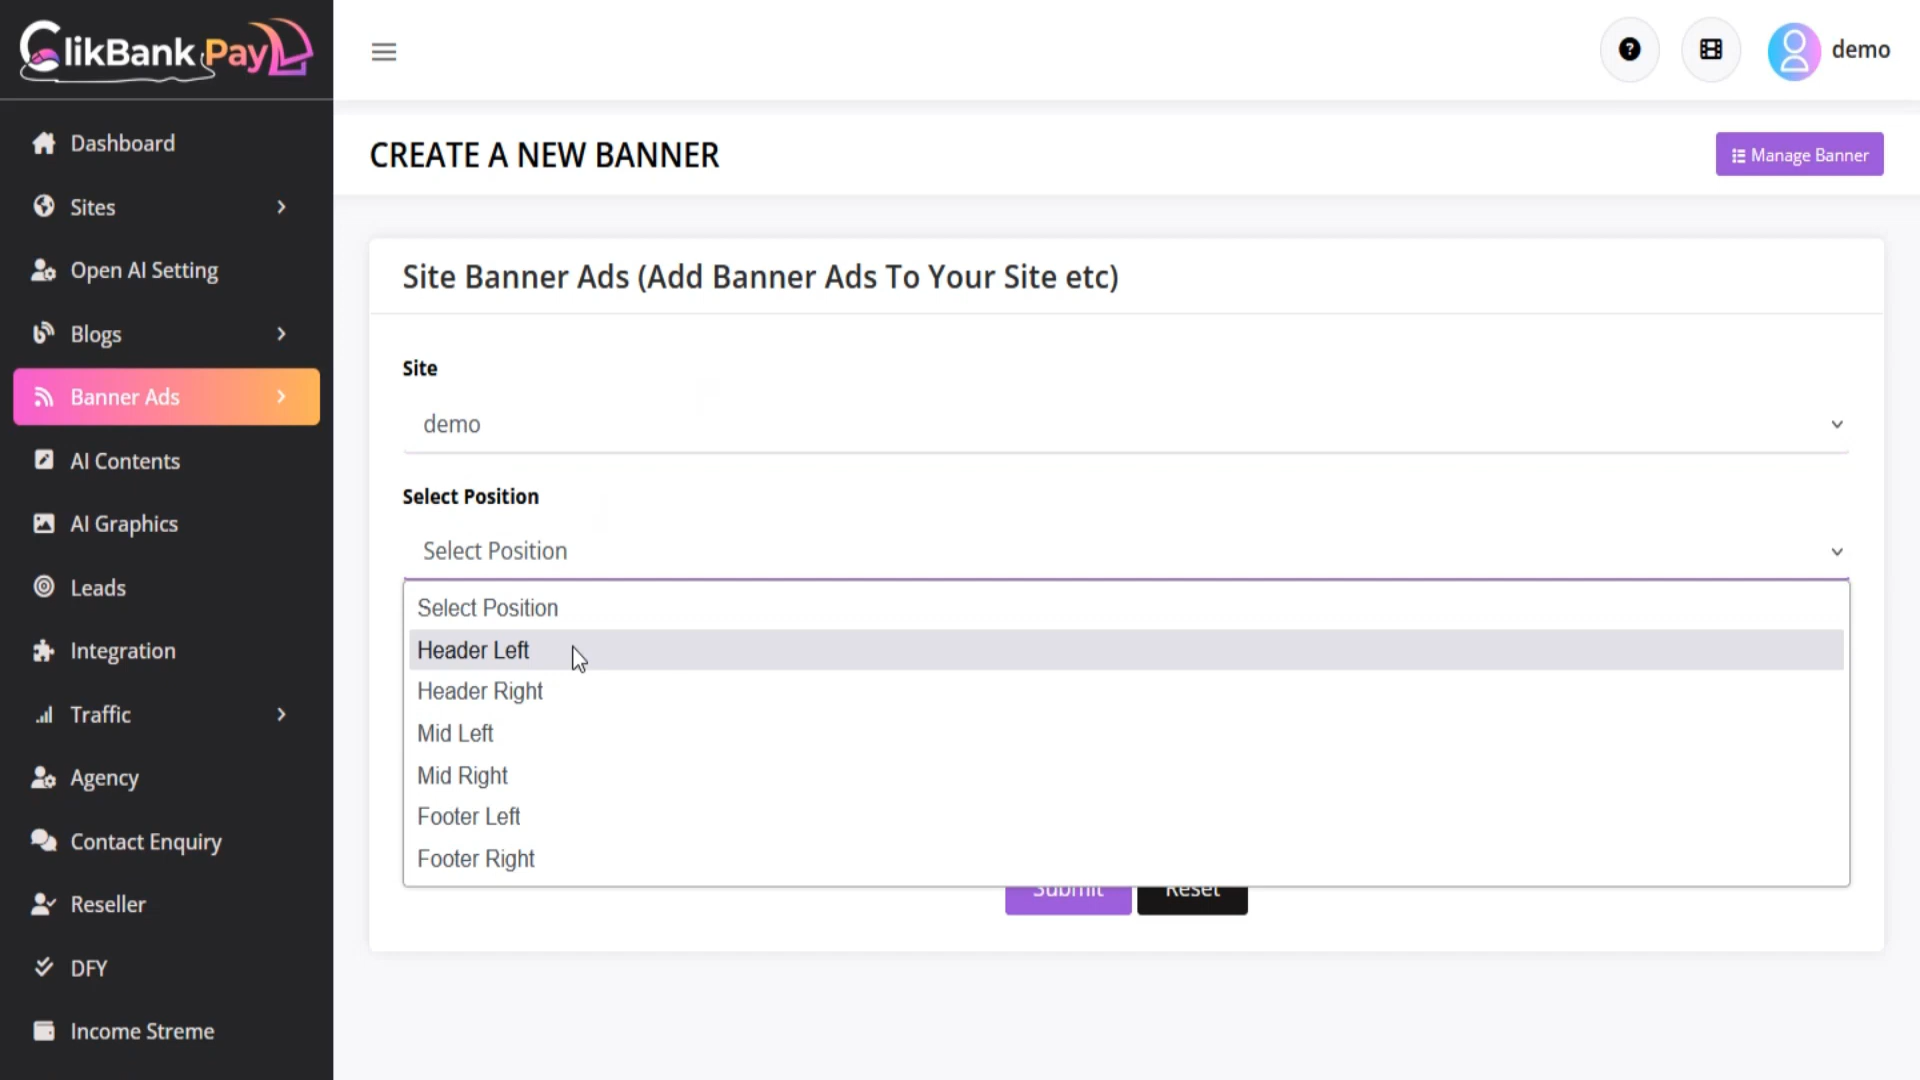 ClikBank Pay
demo
Dashboard
Sites
Open AI Setting
Blogs
Banner Ads
AI Contents
AI Graphics
Leads
Integration
Traffic
Agency
Contact Enquiry
Reseller
DFY
Income Streme
CREATE A NEW BANNER
Manage Banner
Site Banner Ads (Add Banner Ads To Your Site etc)
Site
demo
Select Position
Select Position
Select Position
Header Left
Header Right
Mid Left
Mid Right
Footer Left
Footer Right
Submit Reset